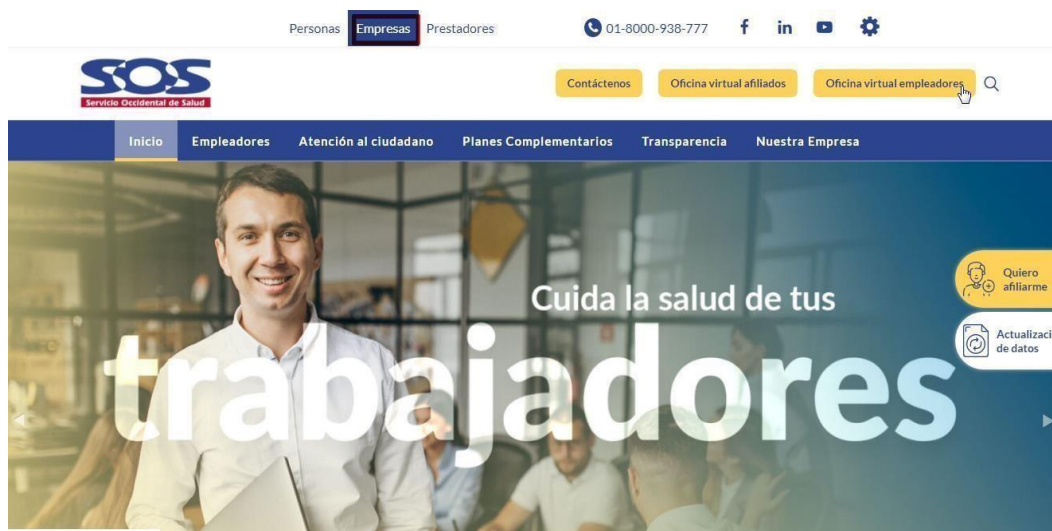 Personas Empresas Prestadores 01-8000-938-777
SOS
Servicio Occidental de Salud
Contáctenos Oficina virtual afiliados Oficina virtual empleadores
Inicio Empleadores Atención al ciudadano Planes Complementarios Transparencia Nuestra Empresa
Cuida la salud de tus
trabajadores
Quiero
afiliarme
Actualizaci
de datos